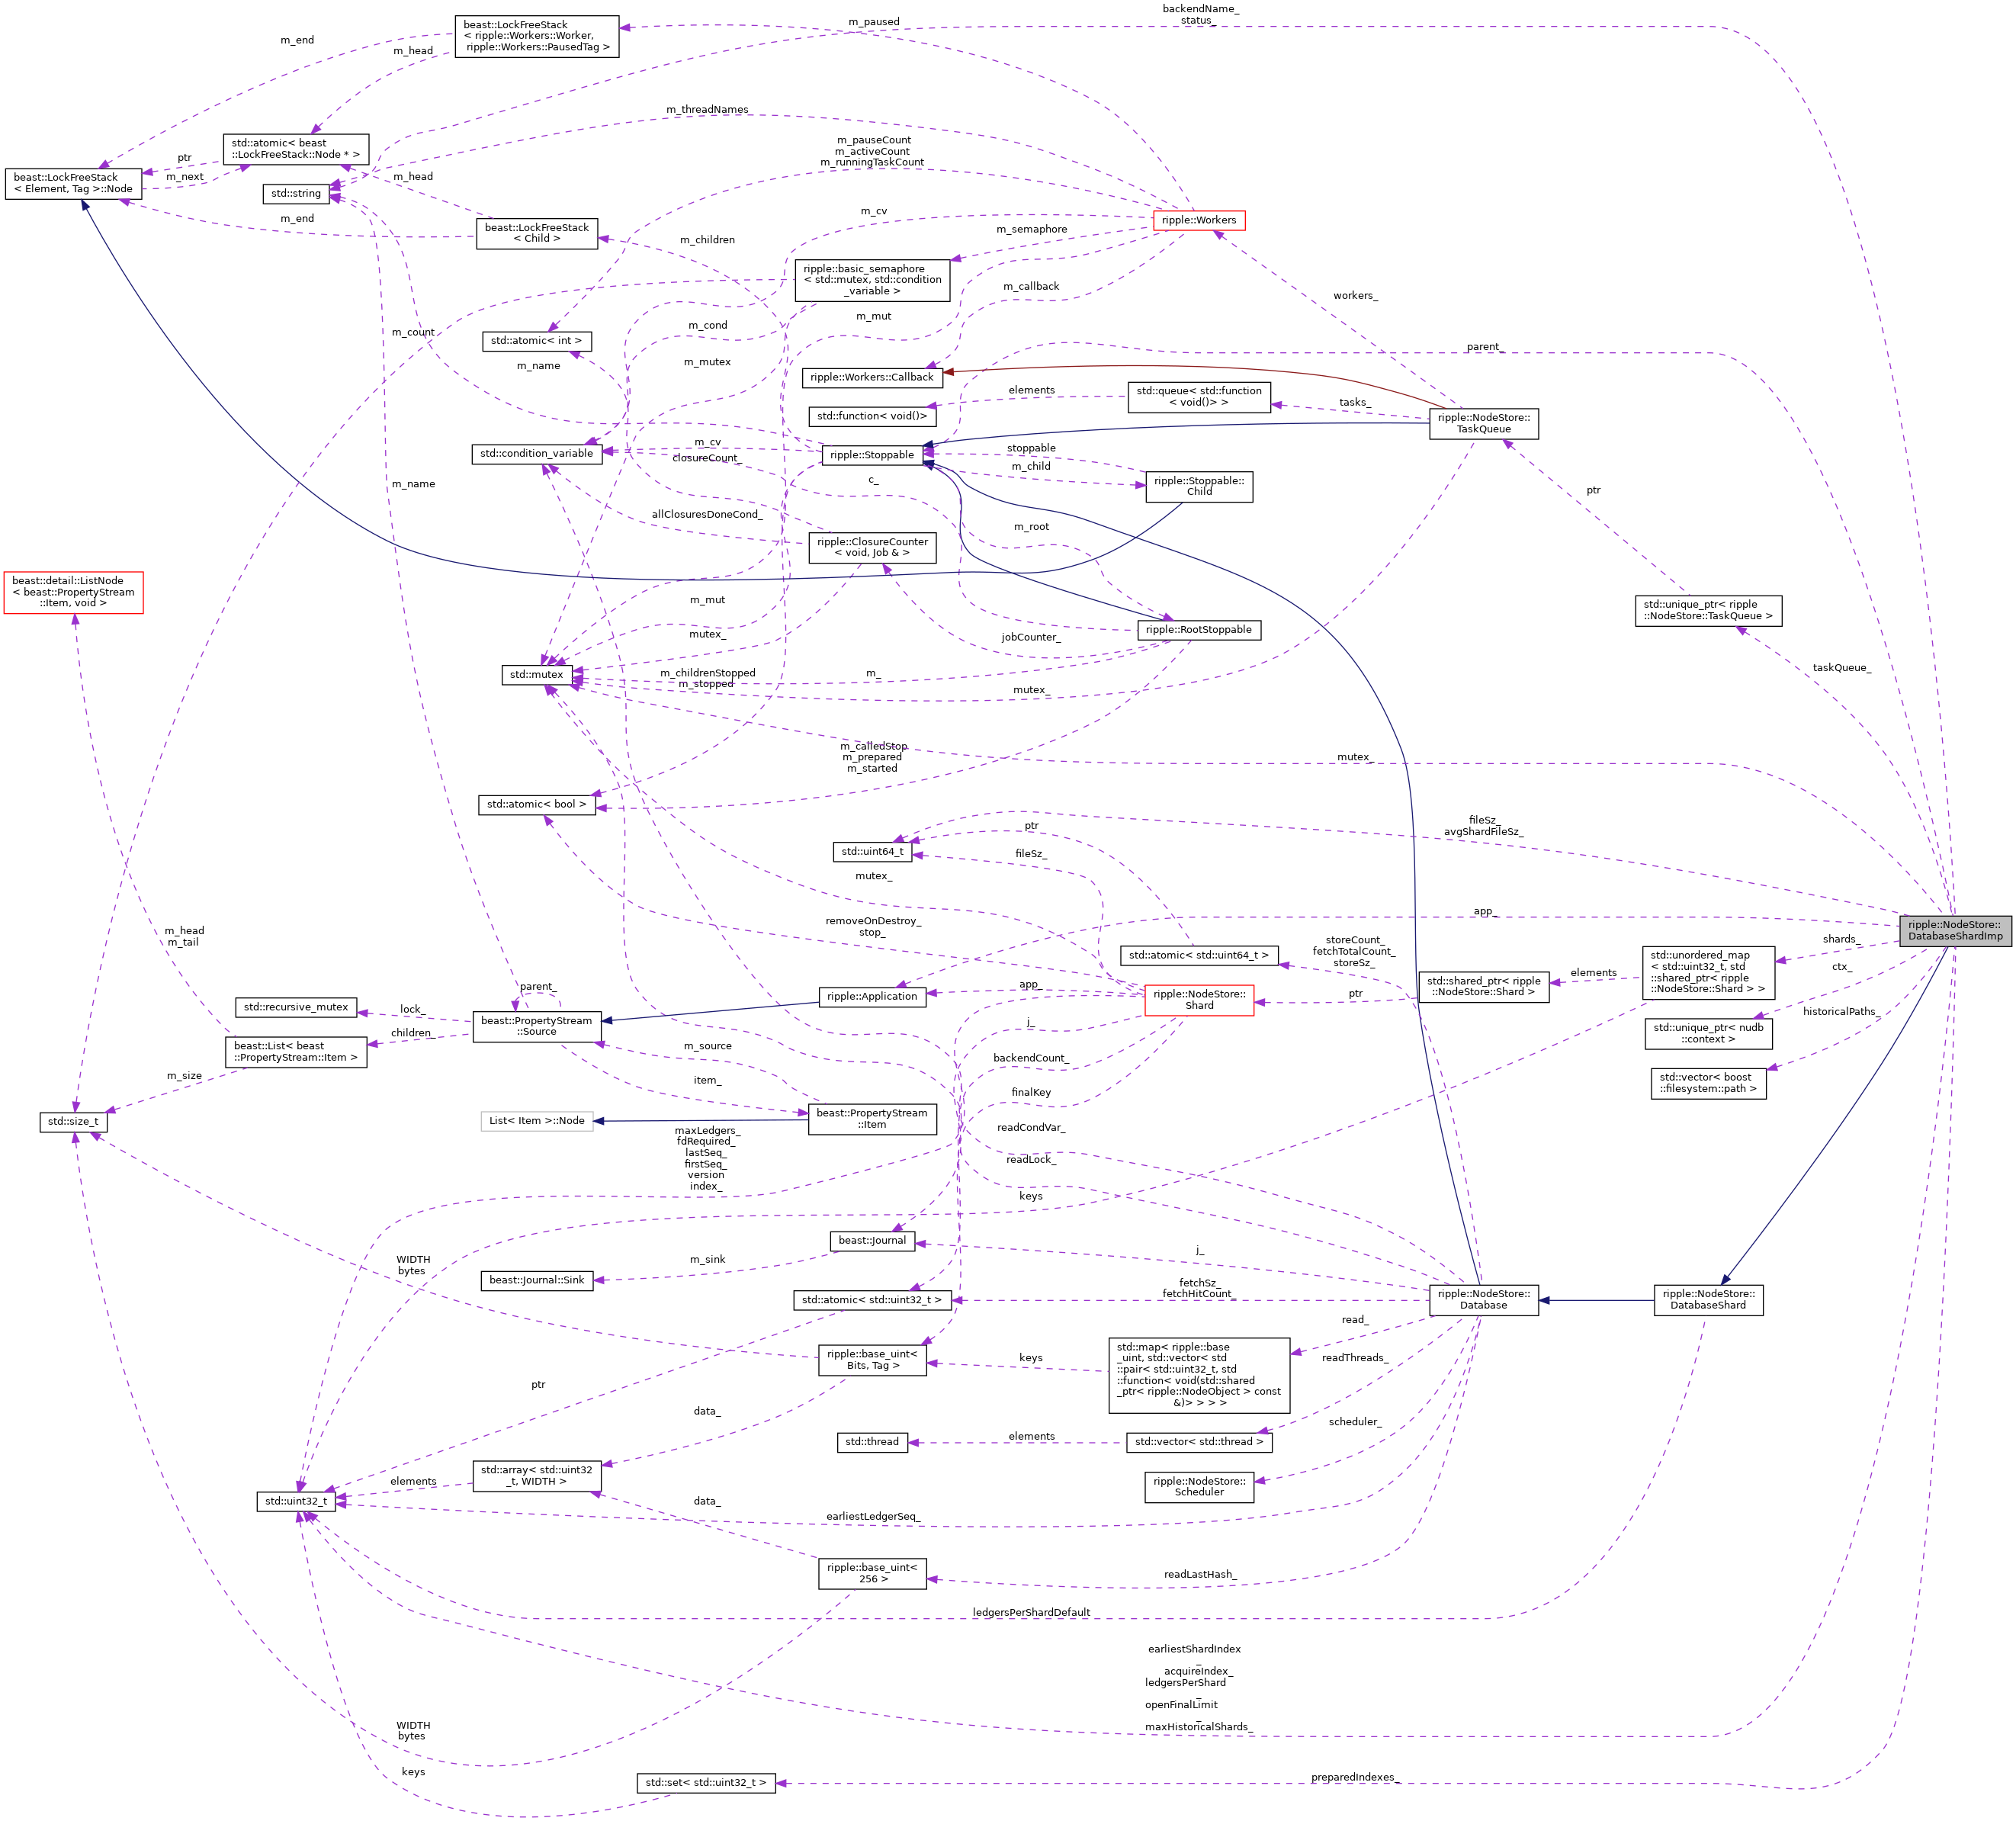 backendName_
status_
beast::LockFreeStack
< ripple::Workers::Worker,
ripple::Workers::PausedTag >
m_paused
m_end
m_head
m_threadNames
std::atomic< beast
::LockFreeStack::Node * >
m_pauseCount
m_activeCount
m_runningTaskCount
ptr
beast::LockFreeStack
< Element, Tag >::Node
m_next
m_head
std::string
m_end
beast::LockFreeStack
< Child >
m_cv
ripple::Workers
m_semaphore
m_children
ripple::basic_semaphore
< std::mutex, std::condition
_variable >
m_callback
workers_
m_count
m_cond
m_mut
std::atomic< int >
parent_
m_name
m_mutex
ripple::Workers::Callback
elements
std::queue< std::function
< void()> >
tasks_
std::function< void()>
ripple::NodeStore::
TaskQueue
m_cv
std::condition_variable
ripple::Stoppable
stoppable
closureCount_
m_child
m_name
c_
ripple::Stoppable::
Child
ptr
allClosuresDoneCond_
m_root
ripple::ClosureCounter
< void, Job & >
beast::detail::ListNode
< beast::PropertyStream
::Item, void >
m_mut
std::unique_ptr< ripple
::NodeStore::TaskQueue >
mutex_
jobCounter_
ripple::RootStoppable
taskQueue_
std::mutex
m_childrenStopped
m_stopped
m_
mutex_
m_calledStop
m_prepared
m_started
mutex_
std::atomic< bool >
fileSz_
avgShardFileSz_
ptr
std::uint64_t
fileSz_
mutex_
app_
removeOnDestroy_
stop_
ripple::NodeStore::
DatabaseShardImp
m_head
m_tail
storeCount_
fetchTotalCount_
storeSz_
shards_
std::atomic< std::uint64_t >
std::unordered_map
< std::uint32_t, std
::shared_ptr< ripple
::NodeStore::Shard > >
ctx_
elements
std::shared_ptr< ripple
::NodeStore::Shard >
parent_
app_
ptr
ripple::NodeStore::
Shard
ripple::Application
std::recursive_mutex
lock_
historicalPaths_
beast::PropertyStream
::Source
j_
std::unique_ptr< nudb
::context >
children_
beast::List< beast
::PropertyStream::Item >
m_source
backendCount_
m_size
item_
std::vector< boost
::filesystem::path >
finalKey
beast::PropertyStream
::Item
List< Item >::Node
std::size_t
readCondVar_
maxLedgers_
fdRequired_
lastSeq_
firstSeq_
version
index_
readLock_
keys
beast::Journal
j_
WIDTH
bytes
m_sink
beast::Journal::Sink
fetchSz_
fetchHitCount_
std::atomic< std::uint32_t >
ripple::NodeStore::
Database
ripple::NodeStore::
DatabaseShard
read_
ripple::base_uint<
Bits, Tag >
keys
std::map< ripple::base
_uint, std::vector< std
::pair< std::uint32_t, std
::function< void(std::shared
_ptr< ripple::NodeObject > const
&)> > > >
readThreads_
ptr
data_
scheduler_
std::thread
elements
std::vector< std::thread >
std::array< std::uint32
_t, WIDTH >
elements
ripple::NodeStore::
Scheduler
std::uint32_t
data_
earliestLedgerSeq_
ripple::base_uint<
256 >
readLastHash_
ledgersPerShardDefault
earliestShardIndex
_
acquireIndex_
ledgersPerShard
_
openFinalLimit
_
maxHistoricalShards_
WIDTH
bytes
keys
std::set< std::uint32_t >
preparedIndexes_